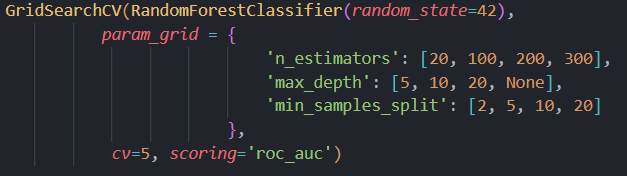 GridSearchCV(RandomForestClassifier(random_state=42),
param_grid = {
'n_estimators': [20, 100, 200, 300],
'max_depth': [5, 10, 20, None],
'min_samples_split': [2, 5, 10, 20]
},
cv=5, scoring='roc_auc')